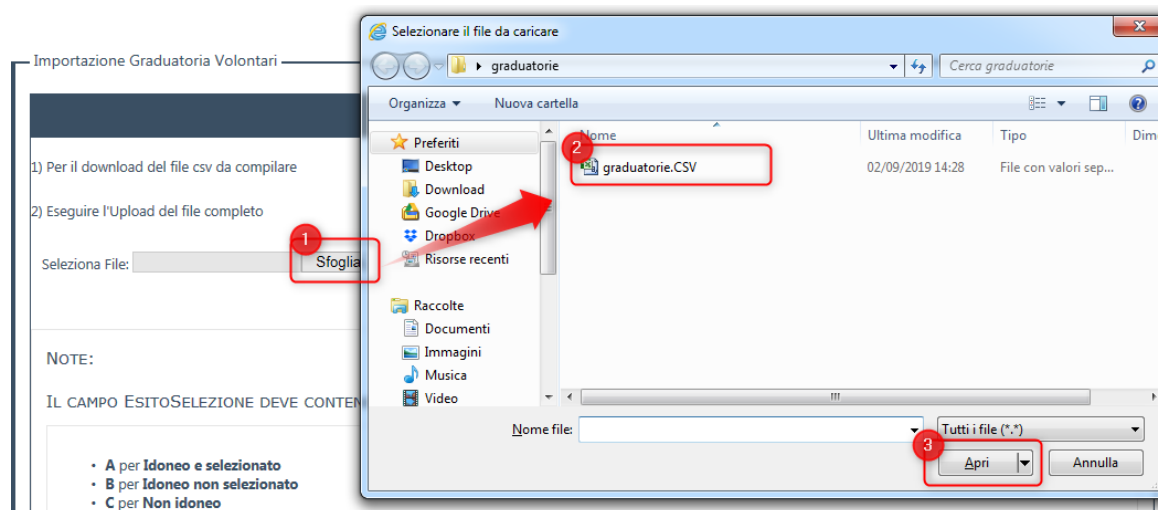 Importazione Graduatoria Volontari
1) Per il download del file csv da compilare
2) Eseguire l'Upload del file completo
1
Seleziona File:
Sfoglia
NOTE:
IL CAMPO ESITOSELEZIONE DEVE CONTEN
• A per Idoneo e selezionato
• B per Idoneo non selezionato
• C per Non idoneo
Selezionare il file da caricare
graduatorie
Cerca graduatorie
Organizza
Nuova cartella
Preferiti
Desktop
Download
Google Drive
Dropbox
Risorse recenti
Raccolte
Documenti
Immagini
Musica
Video
Nome
Ultima modifica
Tipo
Dim
2
graduatorie.CSV
02/09/2019 14:28
File con valori sep...
Nome file:
Tutti i file (*.*)
3
Apri
Annulla